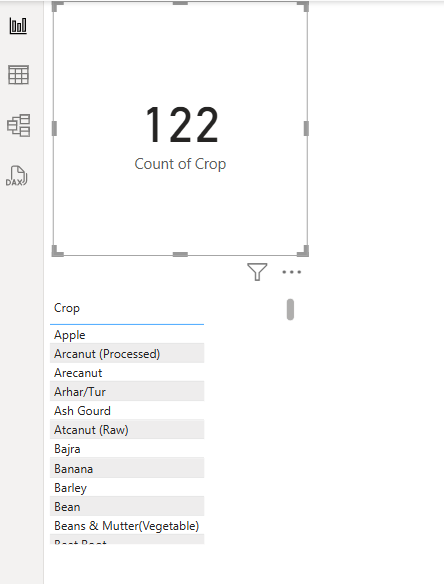 122
Count of Crop
DAX
Crop
Apple
Arcanut (Processed)
Arecanut
Arhar/Tur
Ash Gourd
Atcanut (Raw)
Bajra
Banana
Barley
Bean
Beans & Mutter(Vegetable)